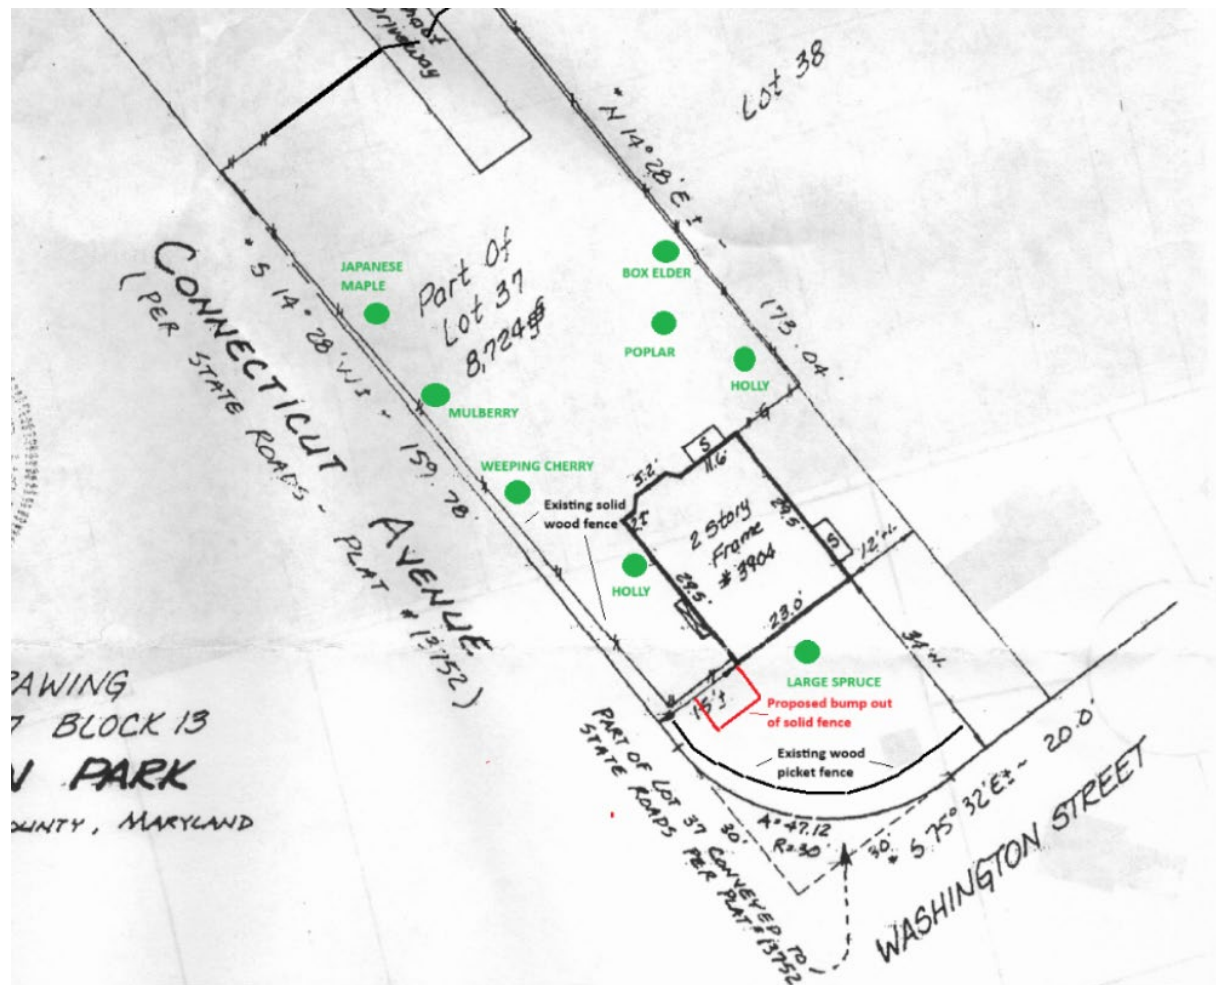 Driveway
Lot 38
* N 14° 28' E ± ~
173.04'
CONNECTICUT AVENUE
(PER STATE ROADS - PLAT # 13752)
* S 14° 28' W ± ~ 159.78'
JAPANESE
MAPLE
Part of
Lot 37
8,724
BOX ELDER
POPLAR
HOLLY
MULBERRY
WEEPING CHERRY
Existing solid
wood fence
S
11.6'
5.2'
2 Story
Frame
# 3904
29.5'
S
12'
HOLLY
29.5'
23.0'
34'
LARGE SPRUCE
15'±
Proposed bump out
of solid fence
Existing wood
picket fence
AWING
7 BLOCK 13
N PARK
OUNTY, MARYLAND
PART OF LOT 37 CONVEYED TO
STATE ROADS PER PLAT #13752
30'
A=47.12
R=30'
30'
* S 75° 32' E ± ~ 20.0'
WASHINGTON STREET